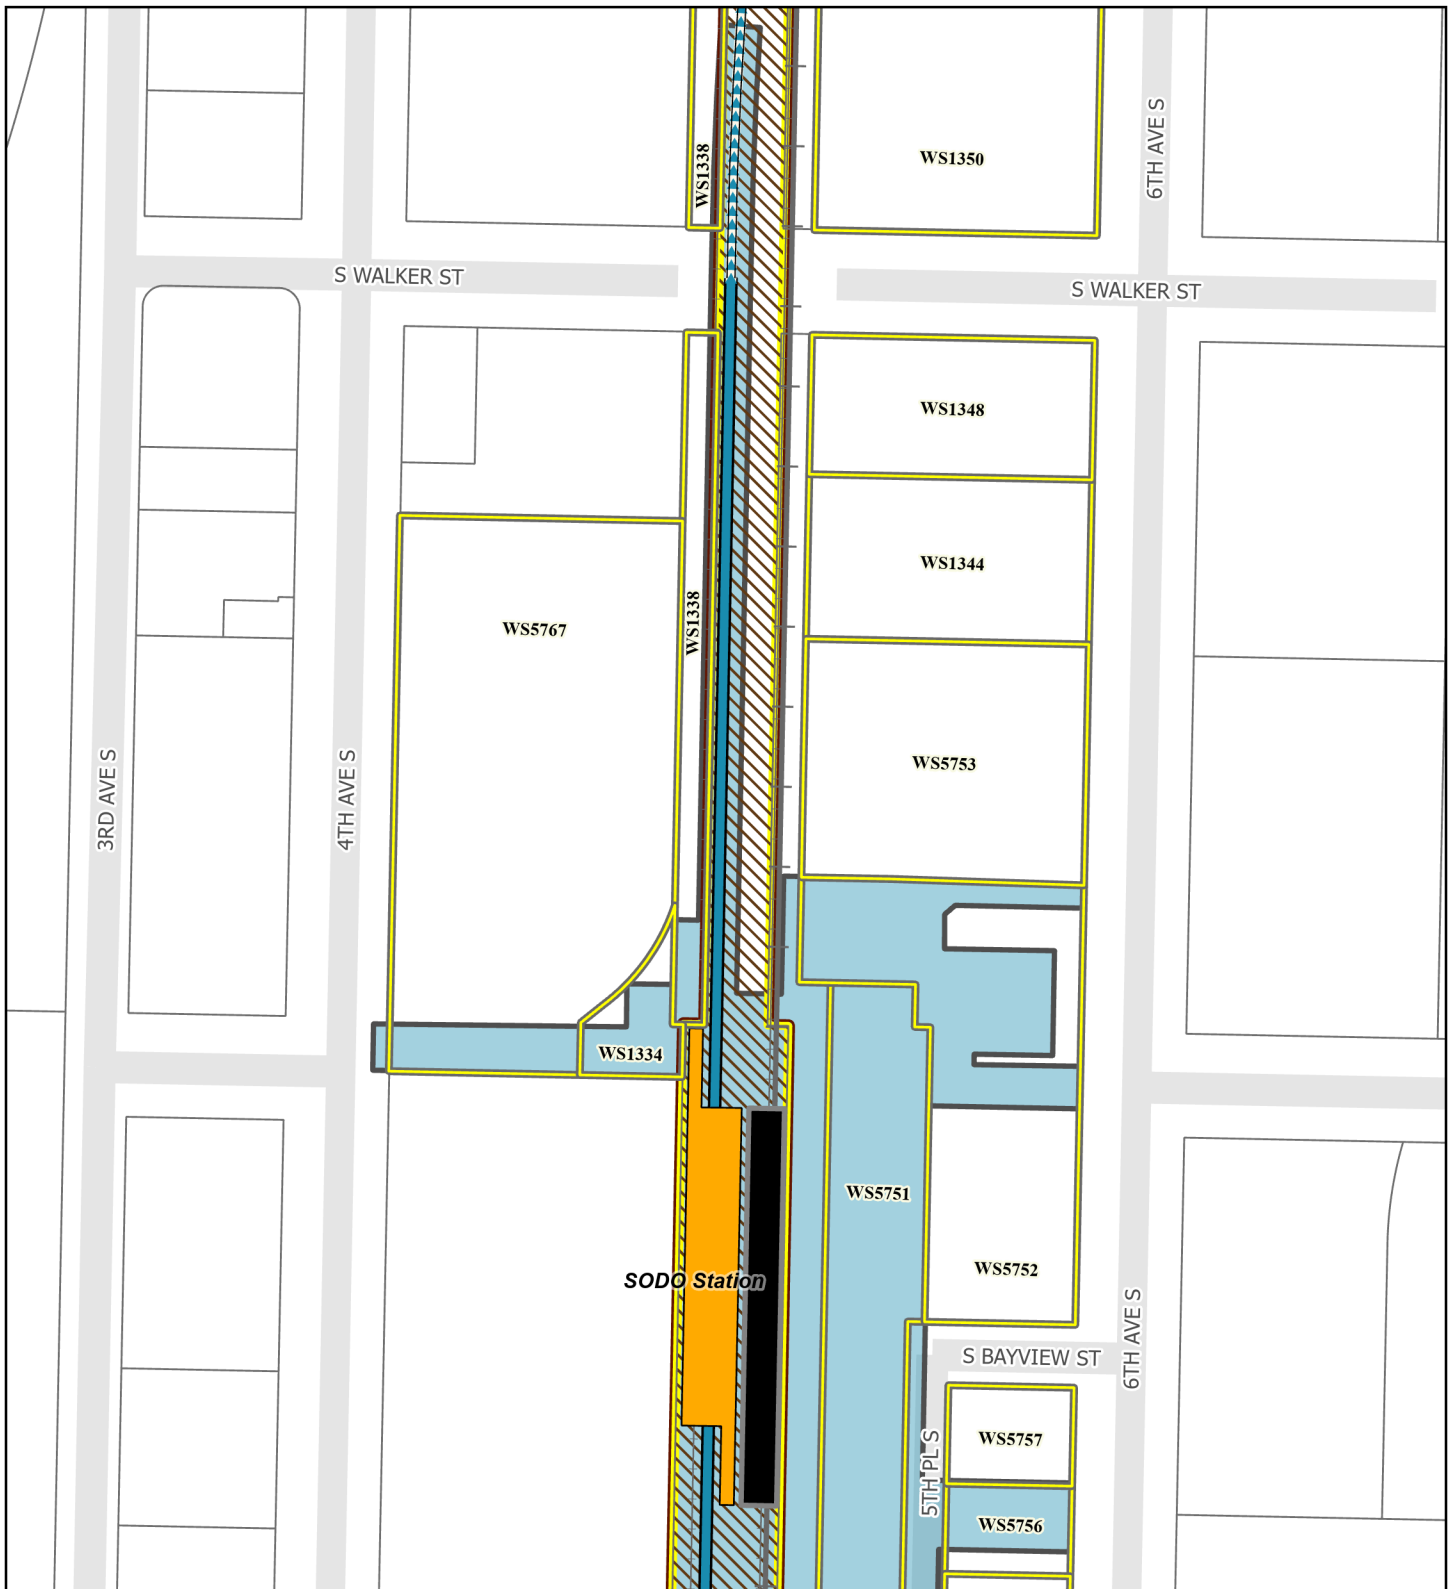 6TH AVE S
WS1338
WS1350
S WALKER ST
S WALKER ST
WS1348
WS1344
WS1338
WS5767
WS5753
3RD AVE S
4TH AVE S
WS1334
WS5751
WS5752
SODO Station
6TH AVE S
S BAYVIEW ST
WS5757
5TH PL S
WS5756